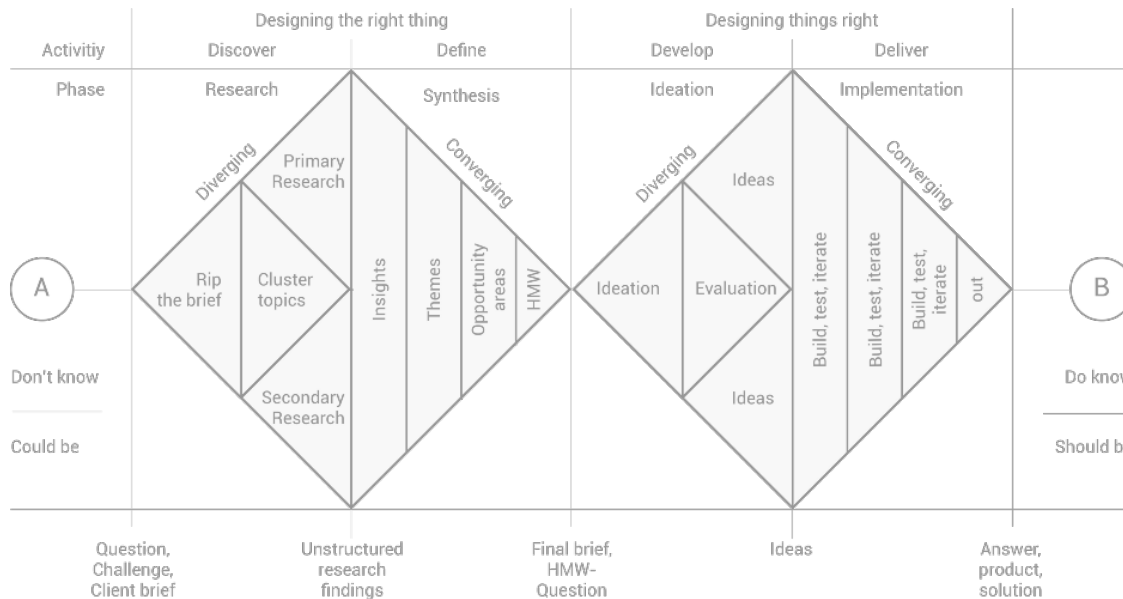 Designing the right thing
Designing things right
Activitiy
Discover
Define
Develop
Deliver
Phase
Research
Synthesis
Ideation
Implementation
Diverging
Converging
Diverging
Converging
Primary
Research
Ideas
A
Rip
the brief
Cluster
topics
Insights
Themes
Opportunity
areas
HMW
Ideation
Evaluation
Build, test, iterate
Build, test, iterate
Build, test,
iterate
out
B
Don't know
Do know
Could be
Secondary
Research
Ideas
Should b
Question,
Challenge,
Client brief
Unstructured
research
findings
Final brief,
HMW-
Question
Ideas
Answer,
product,
solution